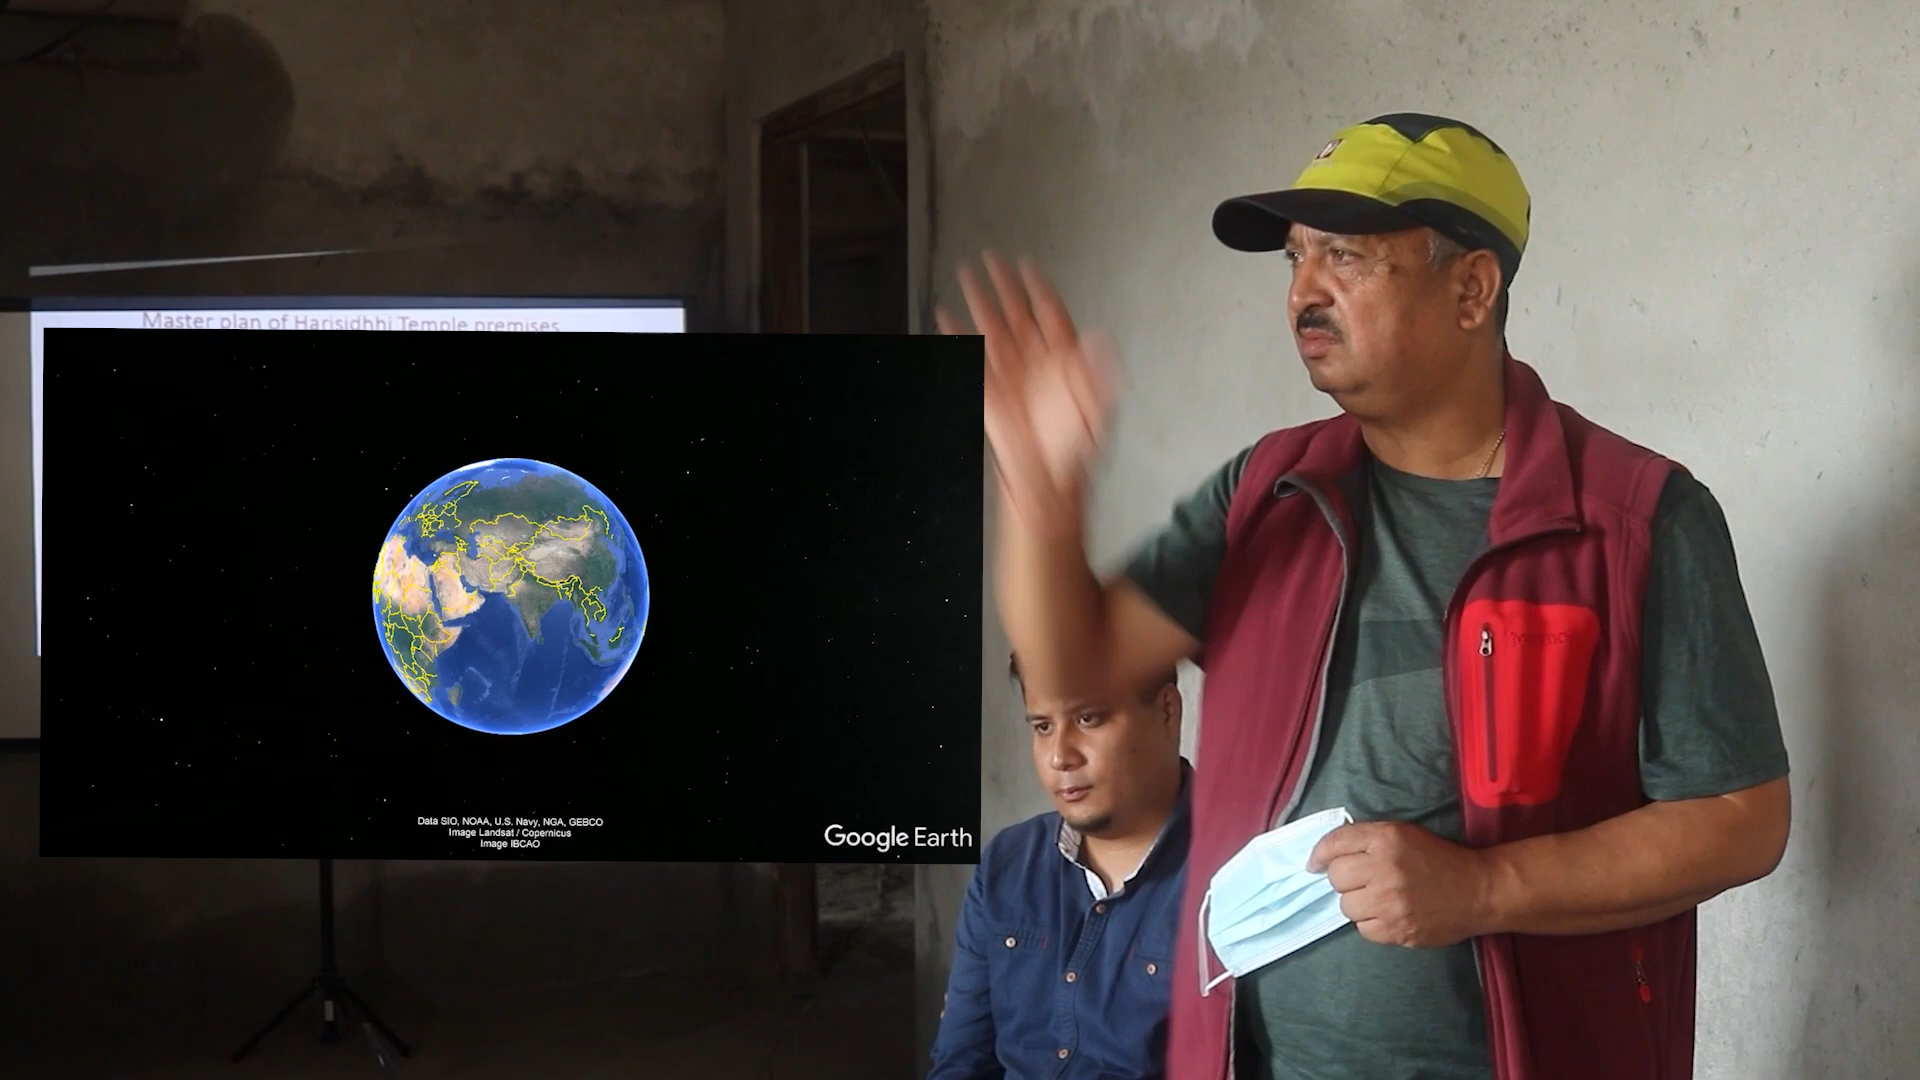 Master plan of Harisidhhi Temple premises
Data SIO, NOAA, U.S. Navy, NGA, GEBCO
Image Landsat / Copernicus
Image IBCAO
Google Earth